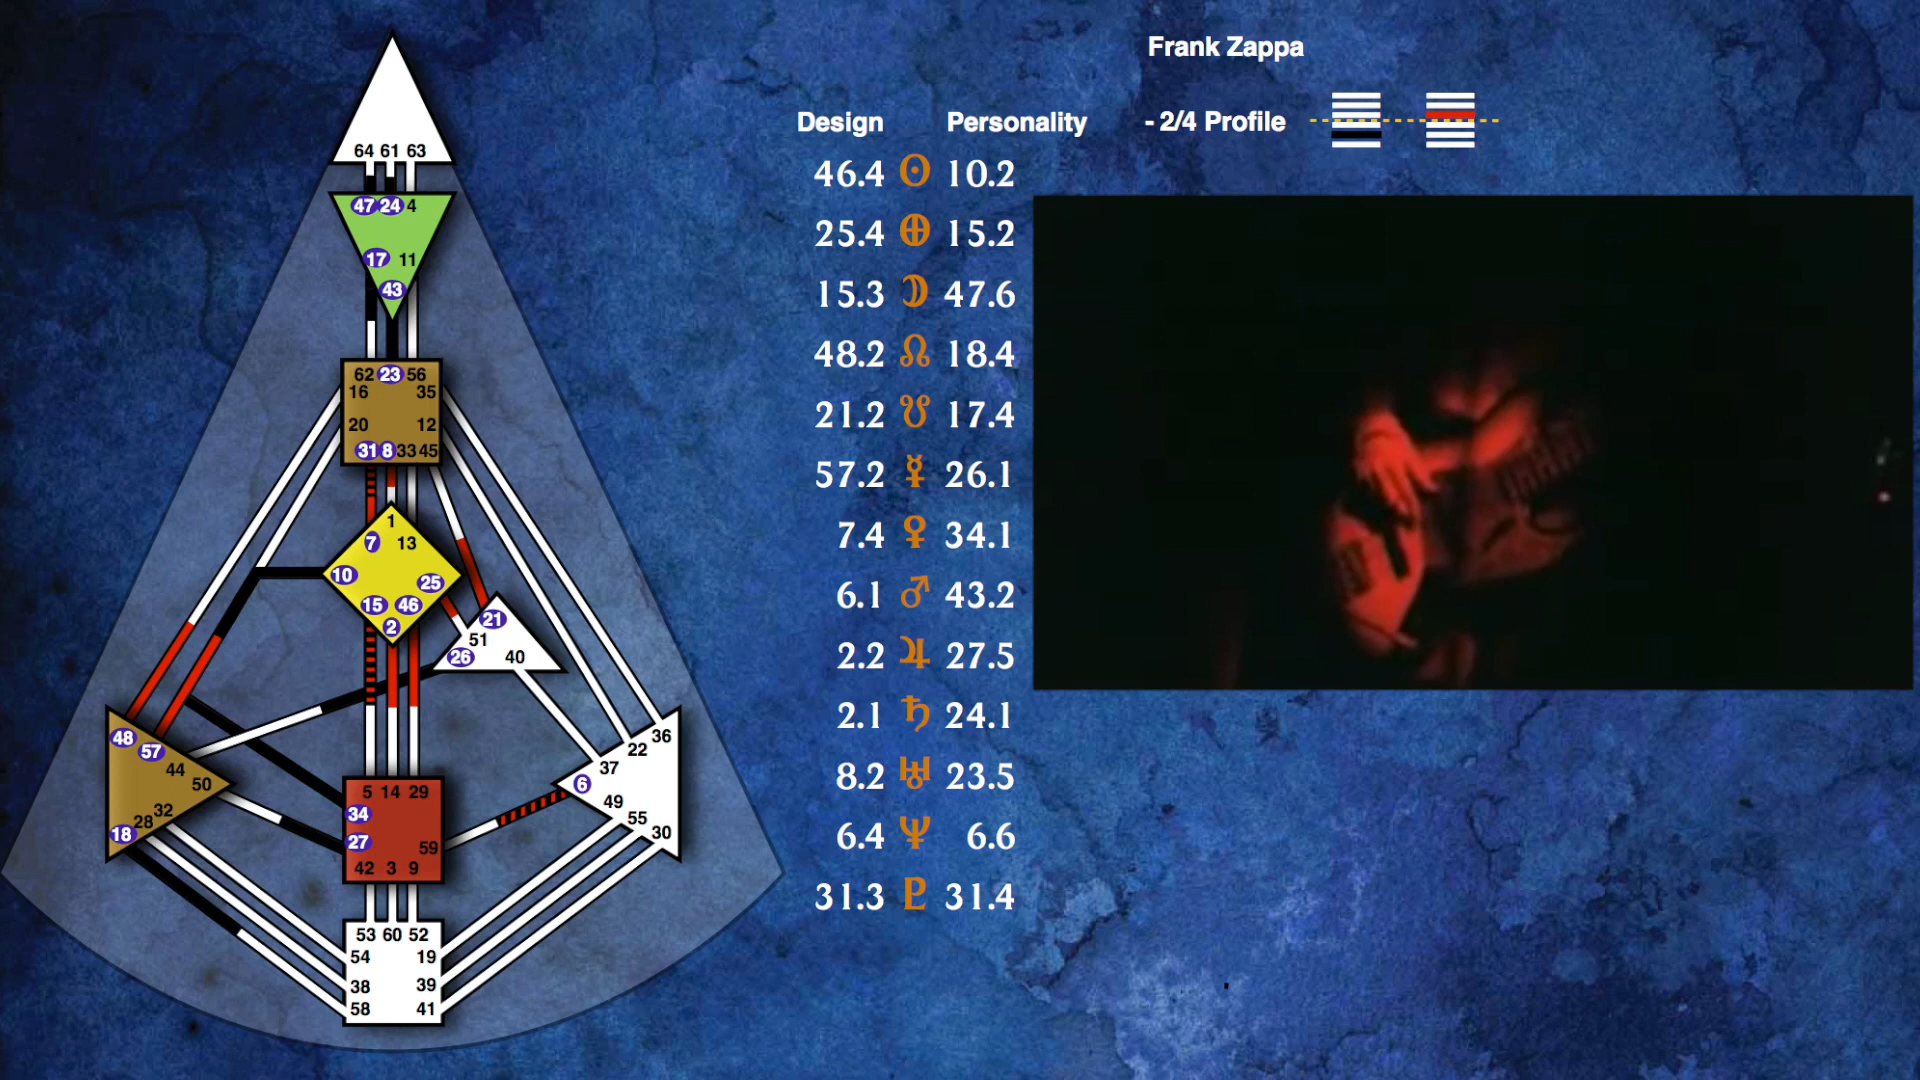 Frank Zappa
- 2/4 Profile
Design Personality
46.4 ☉ 10.2
25.4 ⊕ 15.2
15.3 ☽ 47.6
48.2 ☊ 18.4
21.2 ☋ 17.4
57.2 ☿ 26.1
7.4 ♀ 34.1
6.1 ♂ 43.2
2.2 ♃ 27.5
2.1 ♄ 24.1
8.2 ♅ 23.5
6.4 ♆ 6.6
31.3 ♇ 31.4
64 61 63
47 24 4
17 11
43
62 23 56
16 35
20 12
31 8 33 45
1
7 13
10 25
15 46
2
21
51
26 40
48
57
44
50
32
28
18
36
22
37
6
49
55
30
5 14 29
34
27
59
42 3 9
53 60 52
54 19
38 39
58 41